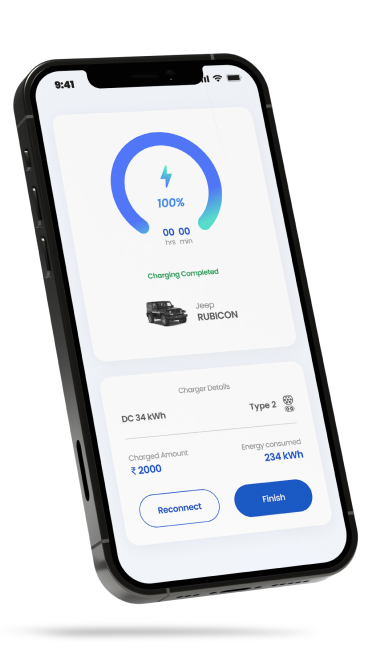 9:41
100%
00 00
hrs min
Charging Completed
Jeep
RUBICON
Charger Details
DC 34 kWh
Type 2
Charged Amount
₹ 2000
Energy consumed
234 kWh
Reconnect
Finish